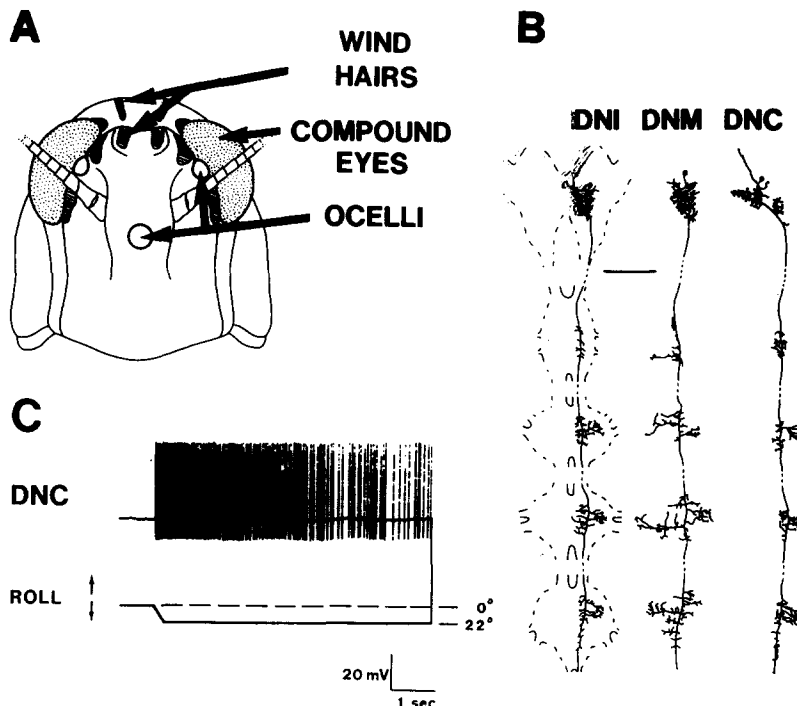 A
WIND
HAIRS
COMPOUND
EYES
OCELLI
B
DNI DNM DNC
C
DNC
ROLL
0°
22°
20 mV
1 sec